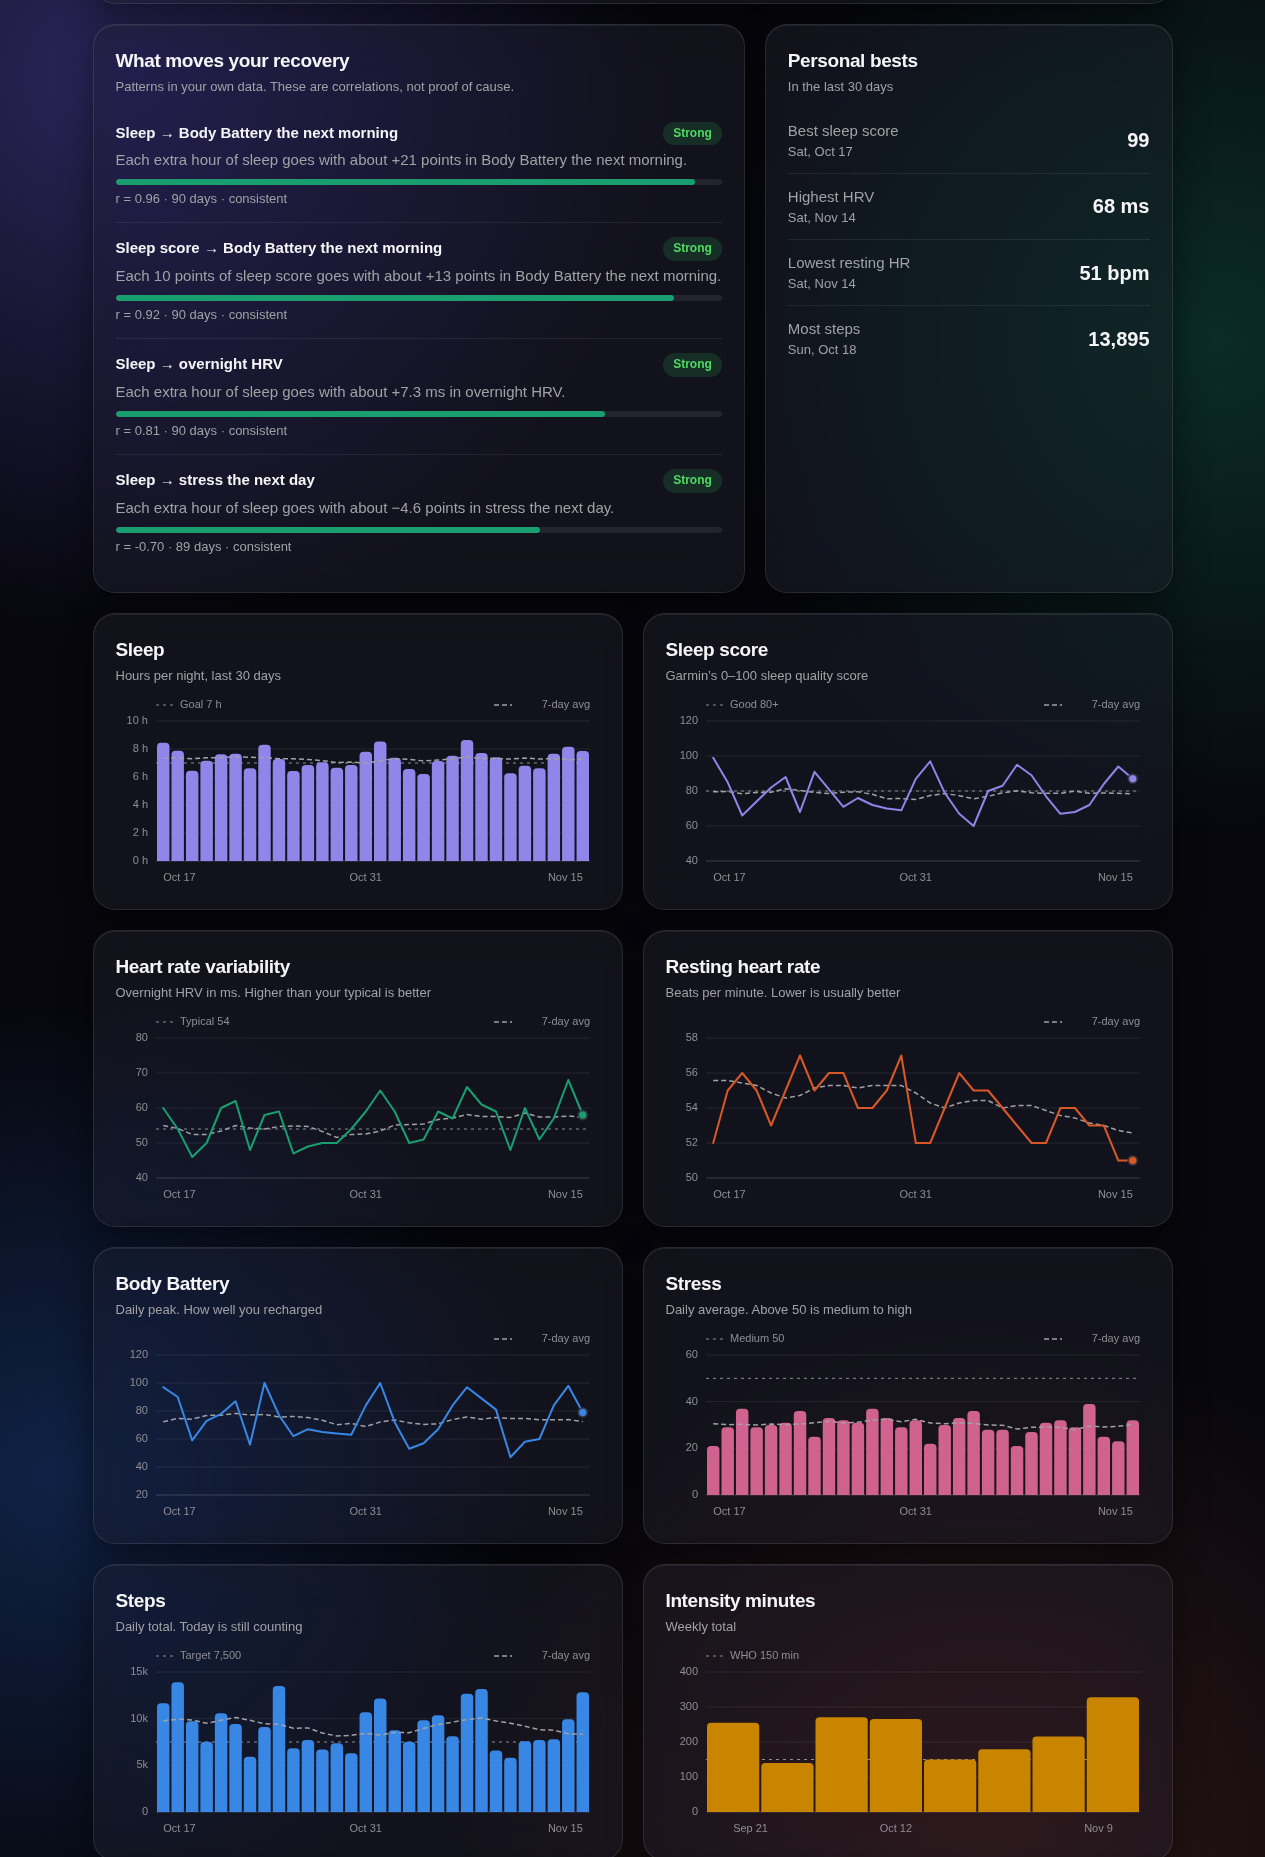 What moves your recovery
Patterns in your own data. These are correlations, not proof of cause.
Sleep → Body Battery the next morning
Strong
Each extra hour of sleep goes with about +21 points in Body Battery the next morning.
r = 0.96 · 90 days · consistent
Sleep score → Body Battery the next morning
Strong
Each 10 points of sleep score goes with about +13 points in Body Battery the next morning.
r = 0.92 · 90 days · consistent
Sleep → overnight HRV
Strong
Each extra hour of sleep goes with about +7.3 ms in overnight HRV.
r = 0.81 · 90 days · consistent
Sleep → stress the next day
Strong
Each extra hour of sleep goes with about −4.6 points in stress the next day.
r = -0.70 · 89 days · consistent
Personal bests
In the last 30 days
Best sleep score
Sat, Oct 17
99
Highest HRV
Sat, Nov 14
68 ms
Lowest resting HR
Sat, Nov 14
51 bpm
Most steps
Sun, Oct 18
13,895
Sleep
Hours per night, last 30 days
Goal 7 h
7-day avg
10 h
8 h
6 h
4 h
2 h
0 h
Oct 17
Oct 31
Nov 15
Sleep score
Garmin's 0–100 sleep quality score
Good 80+
7-day avg
120
100
80
60
40
Oct 17
Oct 31
Nov 15
Heart rate variability
Overnight HRV in ms. Higher than your typical is better
Typical 54
7-day avg
80
70
60
50
40
Oct 17
Oct 31
Nov 15
Resting heart rate
Beats per minute. Lower is usually better
7-day avg
58
56
54
52
50
Oct 17
Oct 31
Nov 15
Body Battery
Daily peak. How well you recharged
7-day avg
120
100
80
60
40
20
Oct 17
Oct 31
Nov 15
Stress
Daily average. Above 50 is medium to high
Medium 50
7-day avg
60
40
20
0
Oct 17
Oct 31
Nov 15
Steps
Daily total. Today is still counting
Target 7,500
7-day avg
15k
10k
5k
0
Oct 17
Oct 31
Nov 15
Intensity minutes
Weekly total
WHO 150 min
400
300
200
100
0
Sep 21
Oct 12
Nov 9